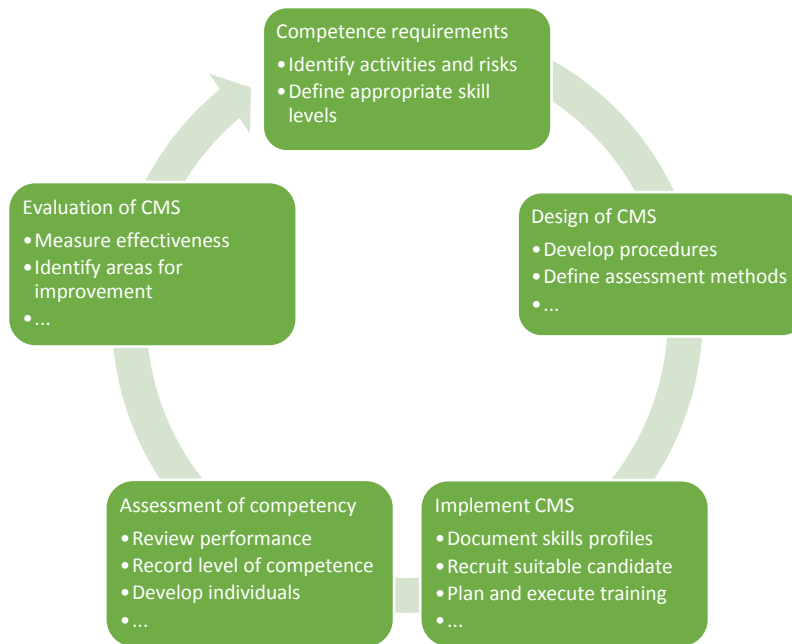 Competence requirements
•Identify activities and risks
•Define appropriate skill
levels
Design of CMS
•Develop procedures
•Define assessment methods
•...
Implement CMS
•Document skills profiles
•Recruit suitable candidate
•Plan and execute training
•...
Assessment of competency
•Review performance
•Record level of competence
•Develop individuals
•...
Evaluation of CMS
•Measure effectiveness
•Identify areas for
improvement
•...